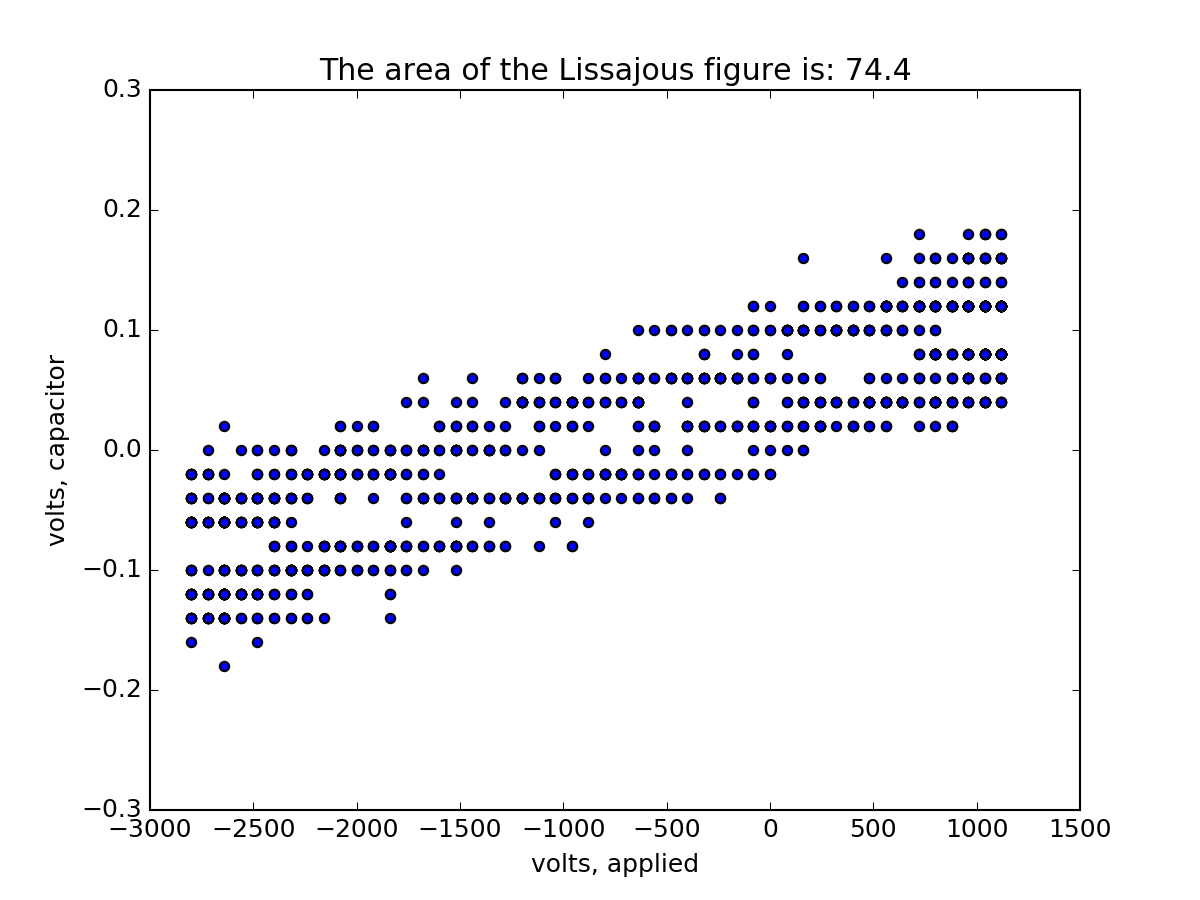 The area of the Lissajous figure is: 74.4
0.3
0.2
0.1
0.0
−0.1
−0.2
−0.3
volts, capacitor
−3000 −2500 −2000 −1500 −1000 −500 0 500 1000 1500
volts, applied